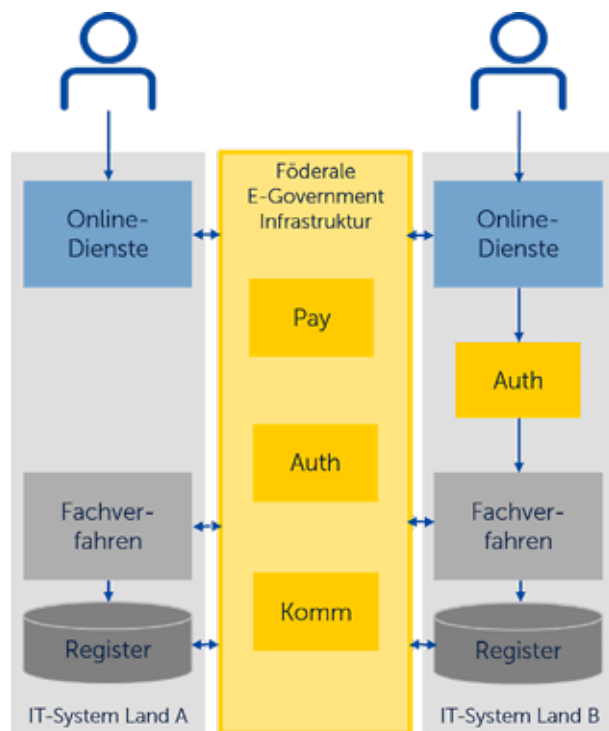 Föderale
E-Government
Infrastruktur
Online-
Dienste
Online-
Dienste
Pay
Auth
Auth
Fachver-
fahren
Fachver-
fahren
Komm
Register
Register
IT-System Land A
IT-System Land B